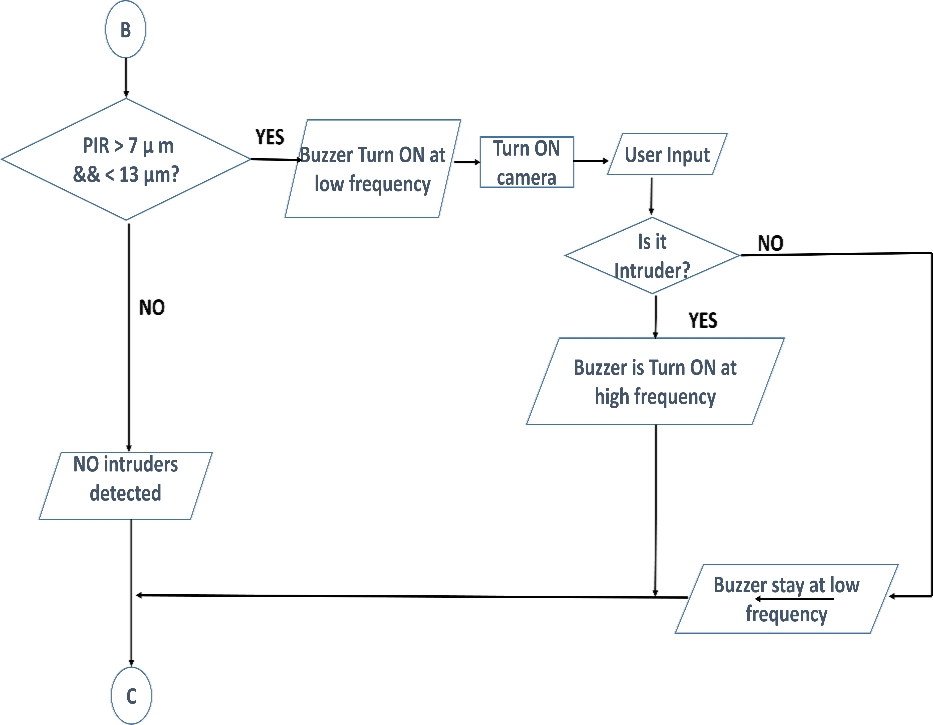 B
PIR > 7 µ m
&& < 13 µm?
YES
Buzzer Turn ON at
low frequency
Turn ON
camera
User Input
Is it
Intruder?
NO
YES
Buzzer is Turn ON at
high frequency
NO
NO intruders
detected
Buzzer stay at low
frequency
C